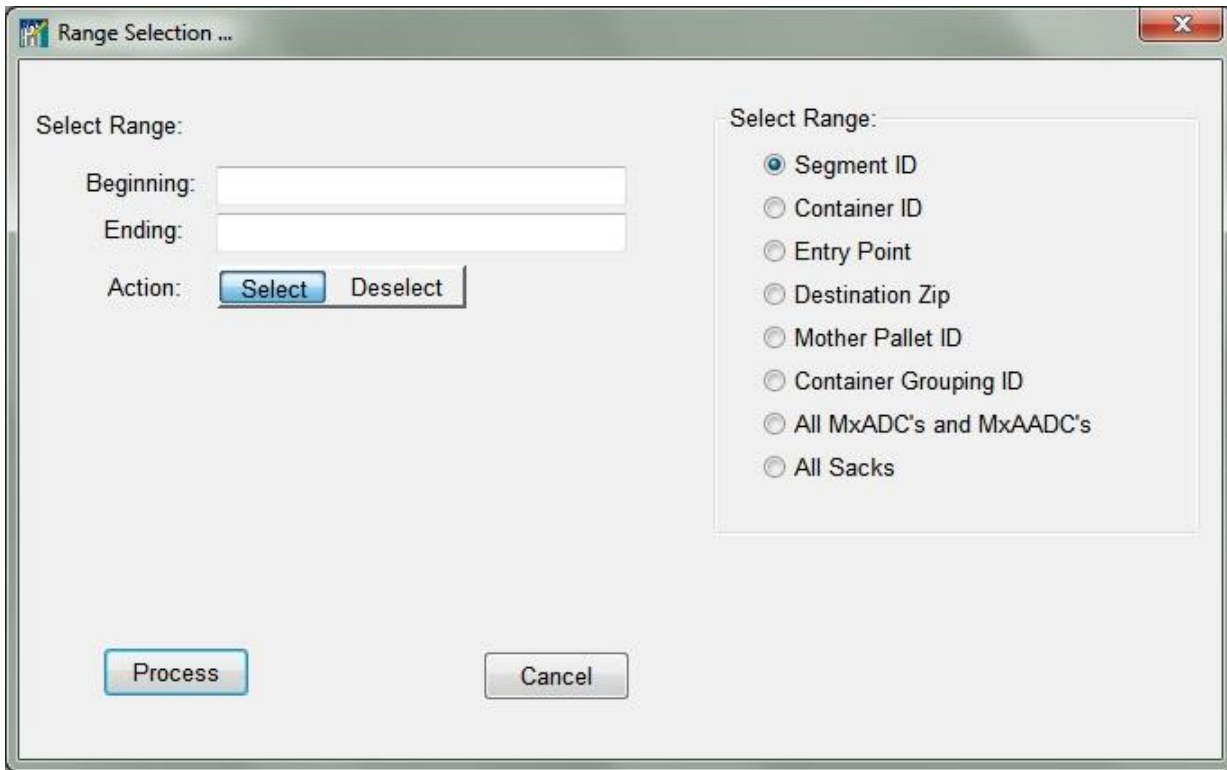 Range Selection ...
Select Range:
Beginning:
Ending:
Action: Select Deselect
Select Range:
Segment ID
Container ID
Entry Point
Destination Zip
Mother Pallet ID
Container Grouping ID
All MxADC's and MxAADC's
All Sacks
Process Cancel